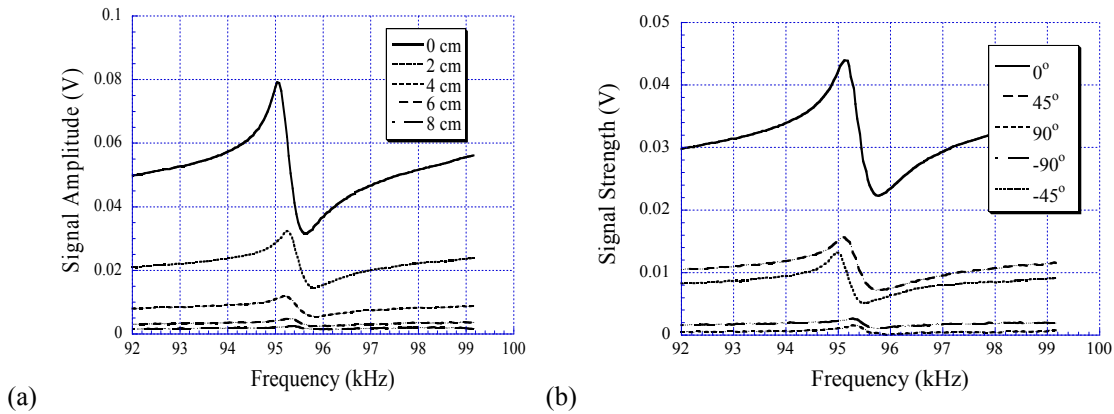 Signal Amplitude (V)
0.1
0.08
0.06
0.04
0.02
0
0 cm
2 cm
4 cm
6 cm
8 cm
92 93 94 95 96 97 98 99 100
Frequency (kHz)
(a)
Signal Strength (V)
0.05
0.04
0.03
0.02
0.01
0.00
0°
45°
90°
-90°
-45°
92 93 94 95 96 97 98 99 100
Frequency (kHz)
(b)